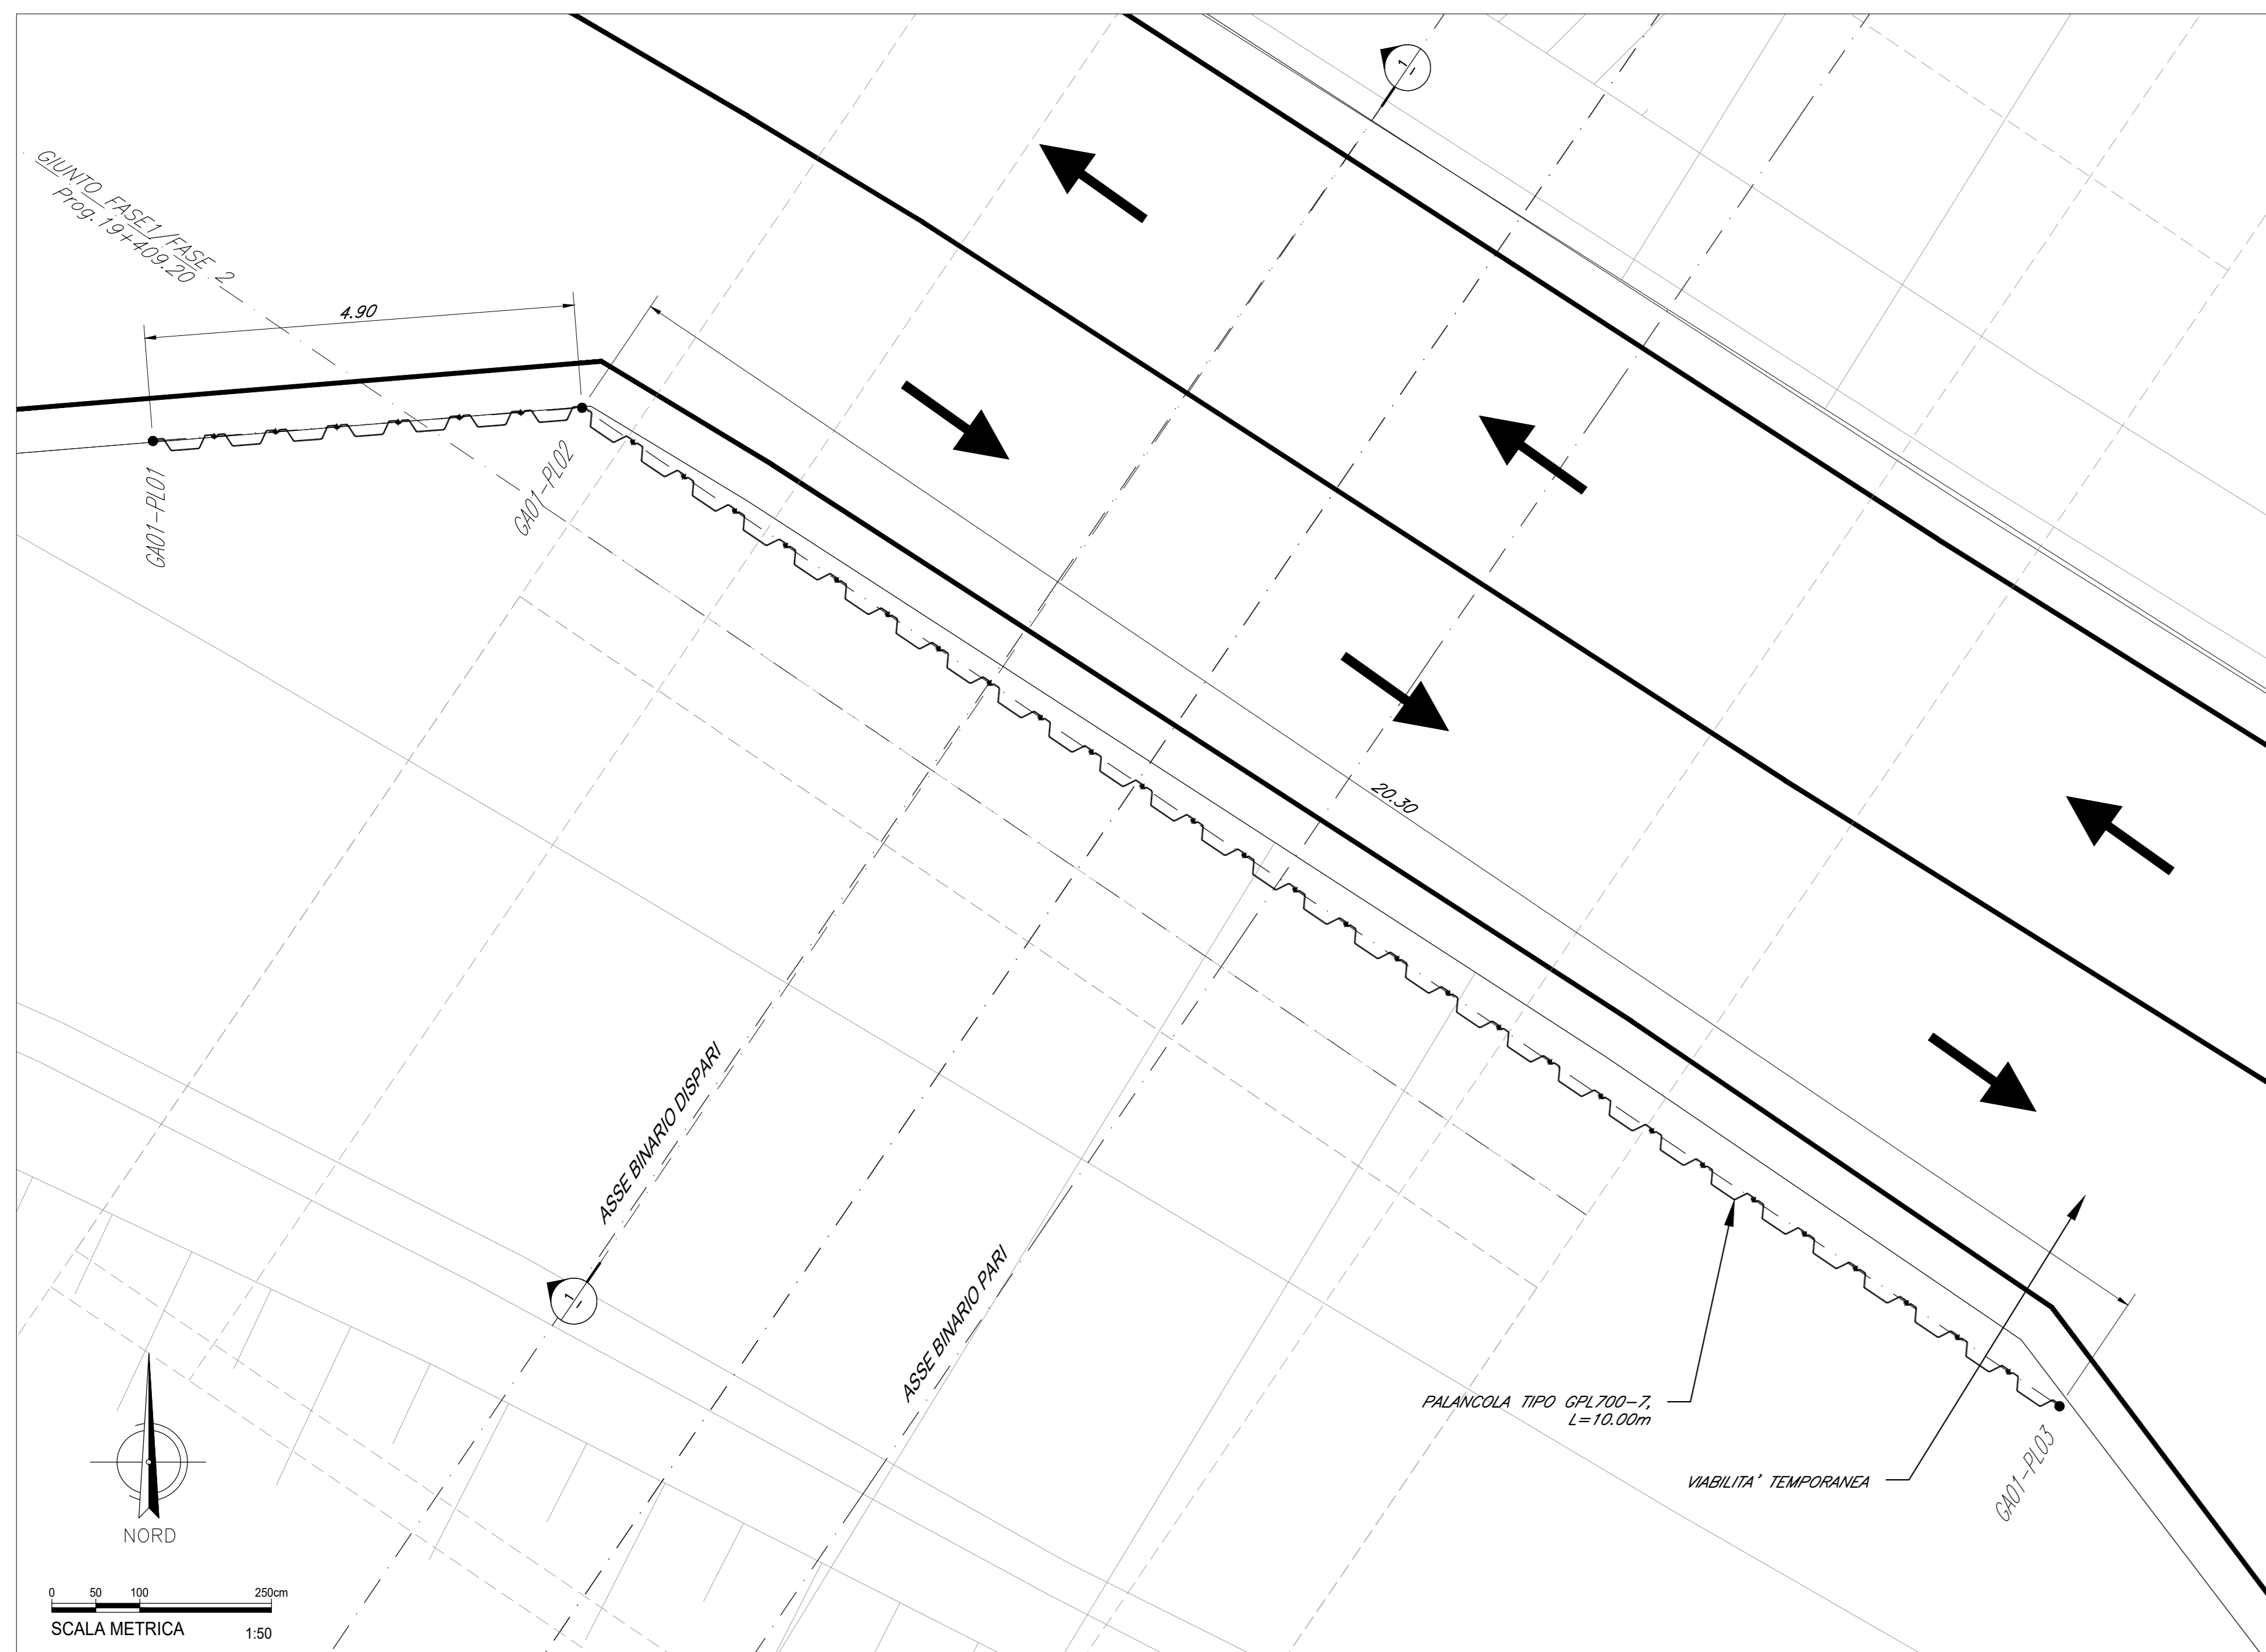 1
-
GIUNTO FASE1/FASE 2
Prog. 19+409.20
4.90
GA01-PL01
GA01-PL02
20.30
ASSE BINARIO DISPARI
ASSE BINARIO PARI
1
-
PALANCOLA TIPO GPL700-7,
L=10.00m
VIABILITA' TEMPORANEA
GA01-PL03
NORD
0 50 100 250cm
SCALA METRICA 1:50